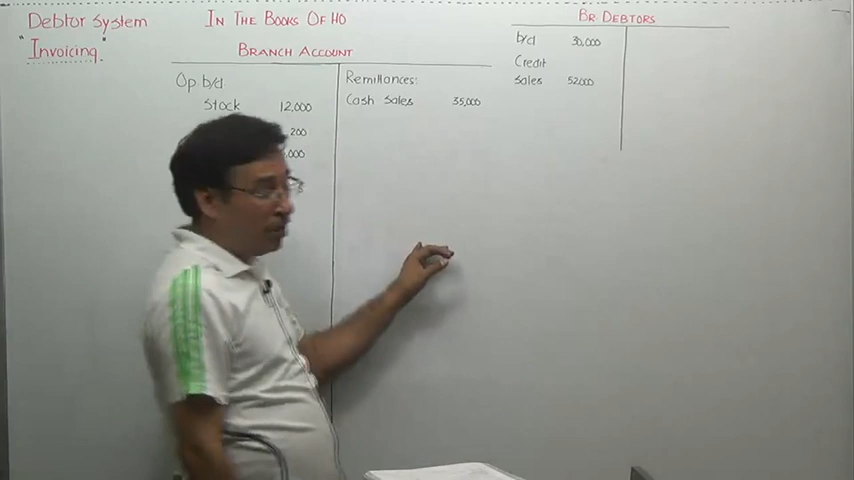 Debtor System
"Invoicing"
In The Books Of HO
Branch Account
Op b/d
Stock 12,000
200
,000
Remittances:
Cash Sales 35,000
Br Debtors
b/d 30,000
Credit
Sales 52,000